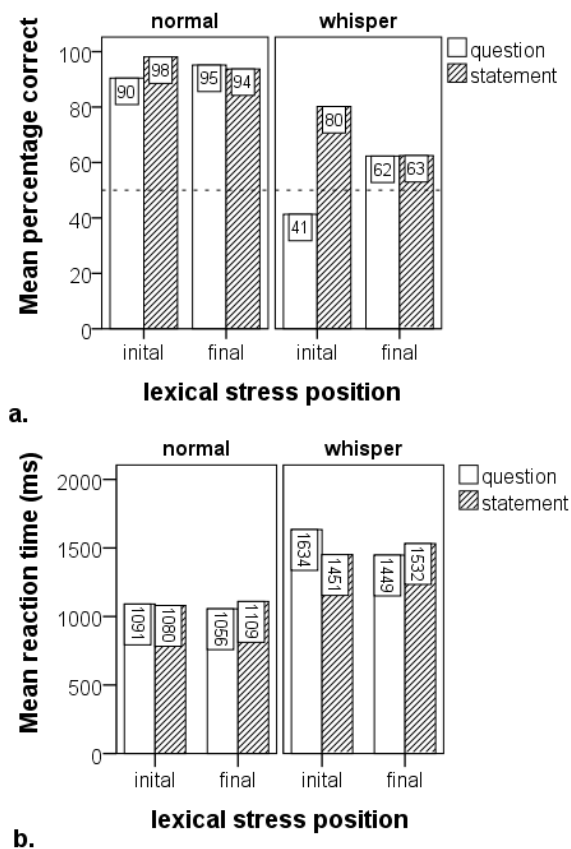 normal whisper
Mean percentage correct
100
80
60
40
20
0
90 98 95 94 41 80 62 63
question
statement
inital final inital final
lexical stress position
a.
normal whisper
Mean reaction time (ms)
2000
1500
1000
500
0
1091 1080 1056 1109 1634 1451 1449 1532
question
statement
inital final inital final
lexical stress position
b.